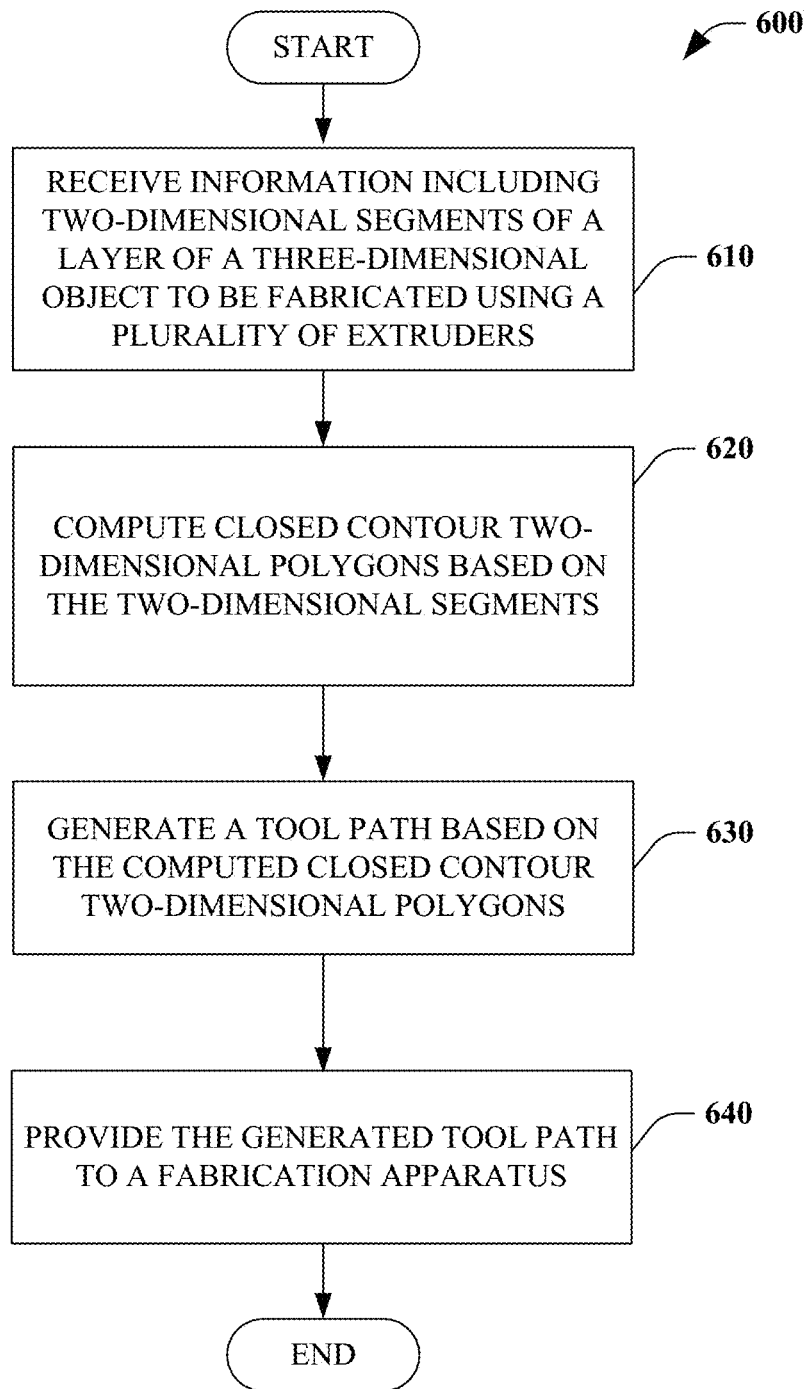 600
START
RECEIVE INFORMATION INCLUDING
TWO-DIMENSIONAL SEGMENTS OF A
LAYER OF A THREE-DIMENSIONAL
OBJECT TO BE FABRICATED USING A
PLURALITY OF EXTRUDERS
610
COMPUTE CLOSED CONTOUR TWO-
DIMENSIONAL POLYGONS BASED ON
THE TWO-DIMENSIONAL SEGMENTS
620
GENERATE A TOOL PATH BASED ON
THE COMPUTED CLOSED CONTOUR
TWO-DIMENSIONAL POLYGONS
630
PROVIDE THE GENERATED TOOL PATH
TO A FABRICATION APPARATUS
640
END